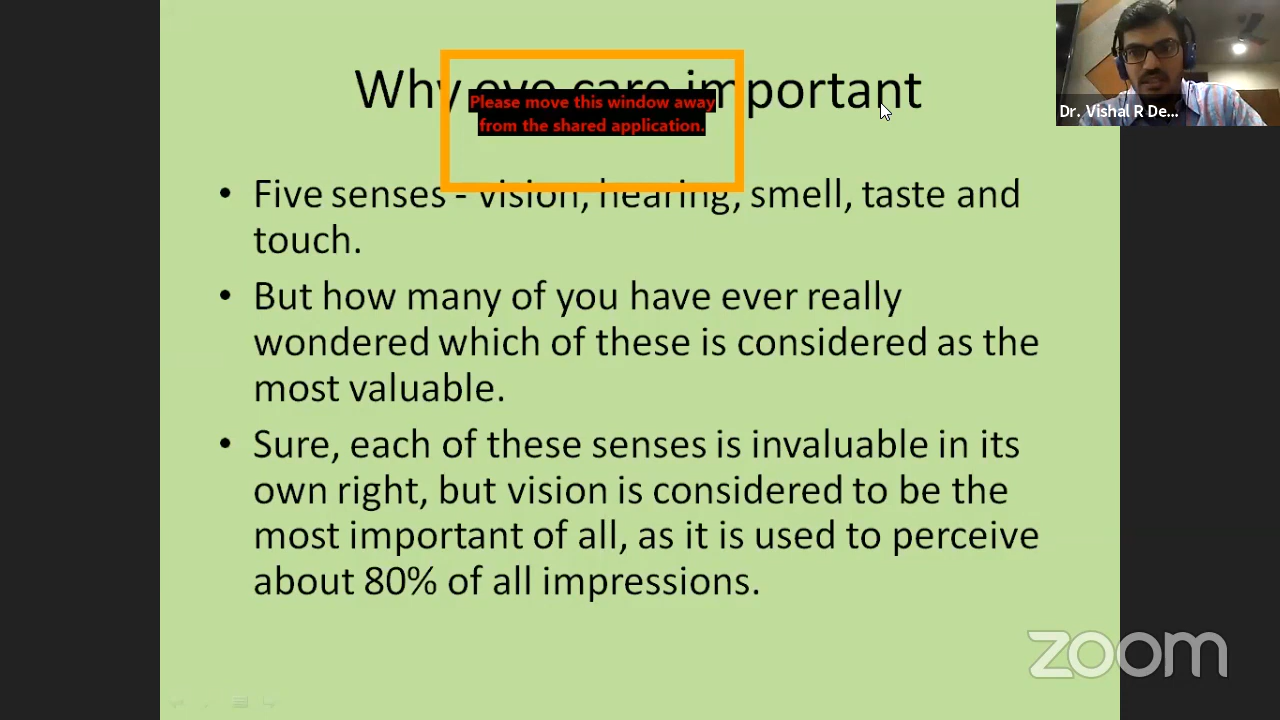 Why eye care important
Please move this window away
from the shared application.
Dr. Vishal R De...
• Five senses - vision, hearing, smell, taste and
touch.
• But how many of you have ever really
wondered which of these is considered as the
most valuable.
• Sure, each of these senses is invaluable in its
own right, but vision is considered to be the
most important of all, as it is used to perceive
about 80% of all impressions.
zoom